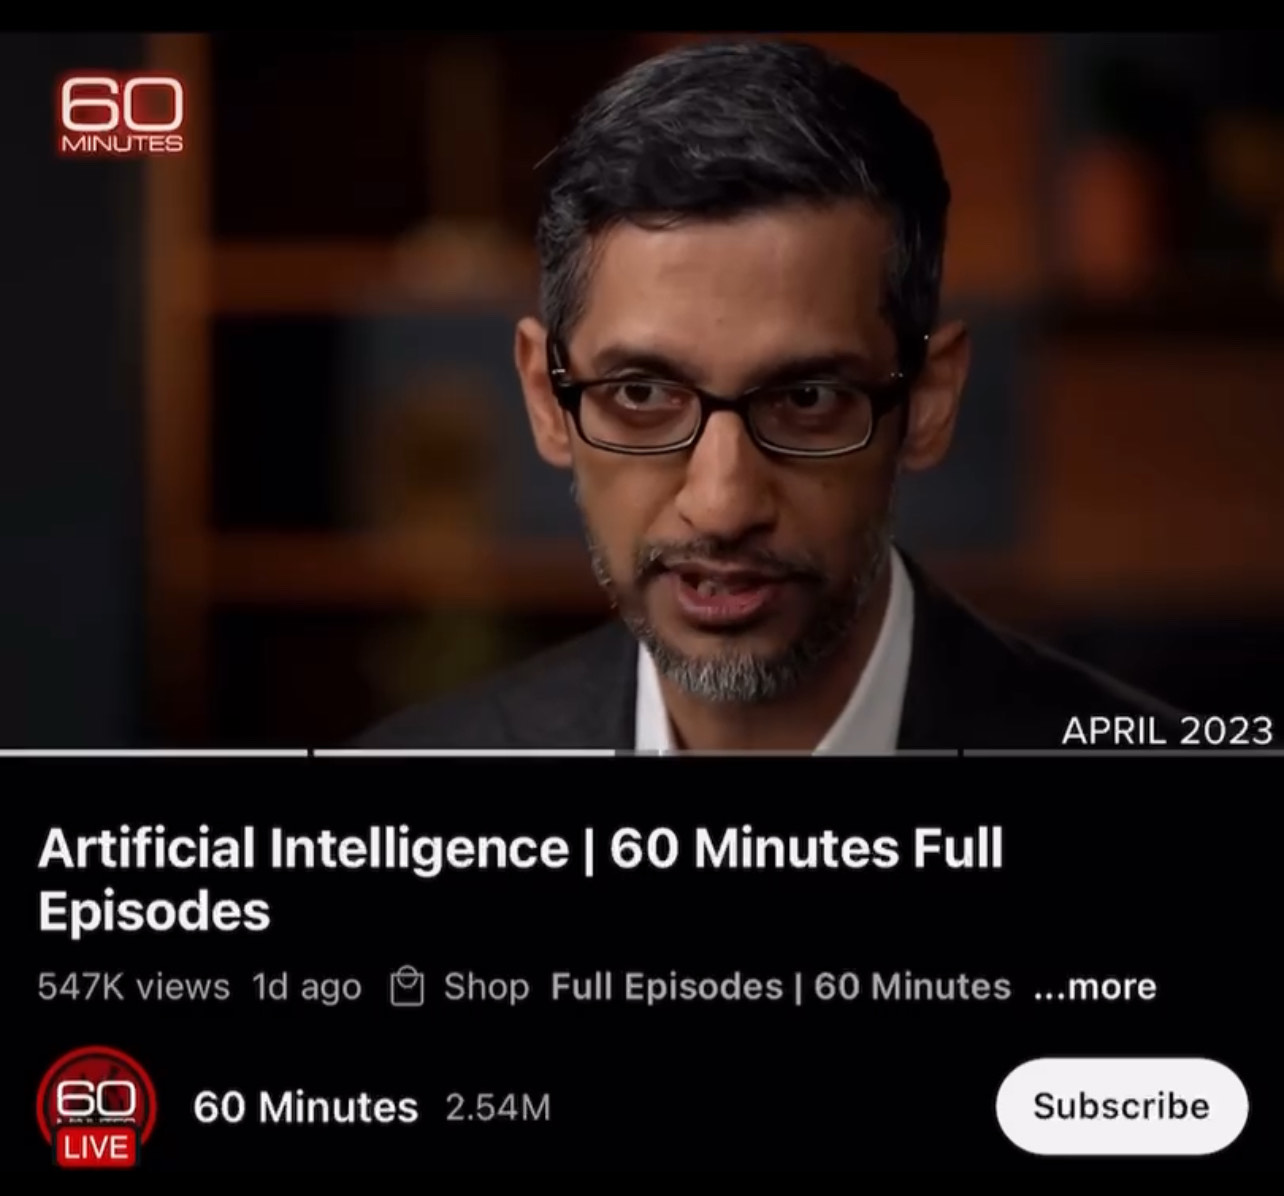 60
MINUTES
APRIL 2023
Artificial Intelligence | 60 Minutes Full
Episodes
547K views 1d ago Shop Full Episodes | 60 Minutes ...more
60
LIVE
60 Minutes 2.54M
Subscribe